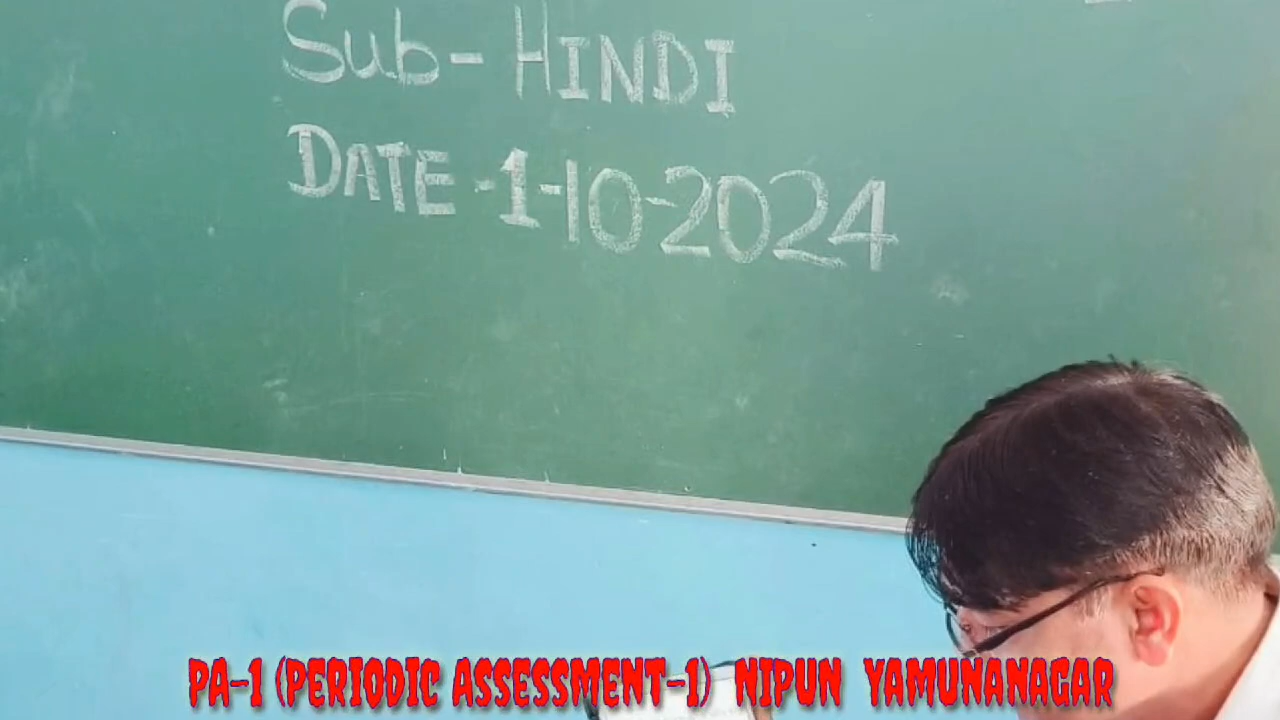 Sub- HINDI
DATE -1-10-2024
PA-1 (PERIODIC ASSESSMENT-1) NIPUN YAMUNANAGAR